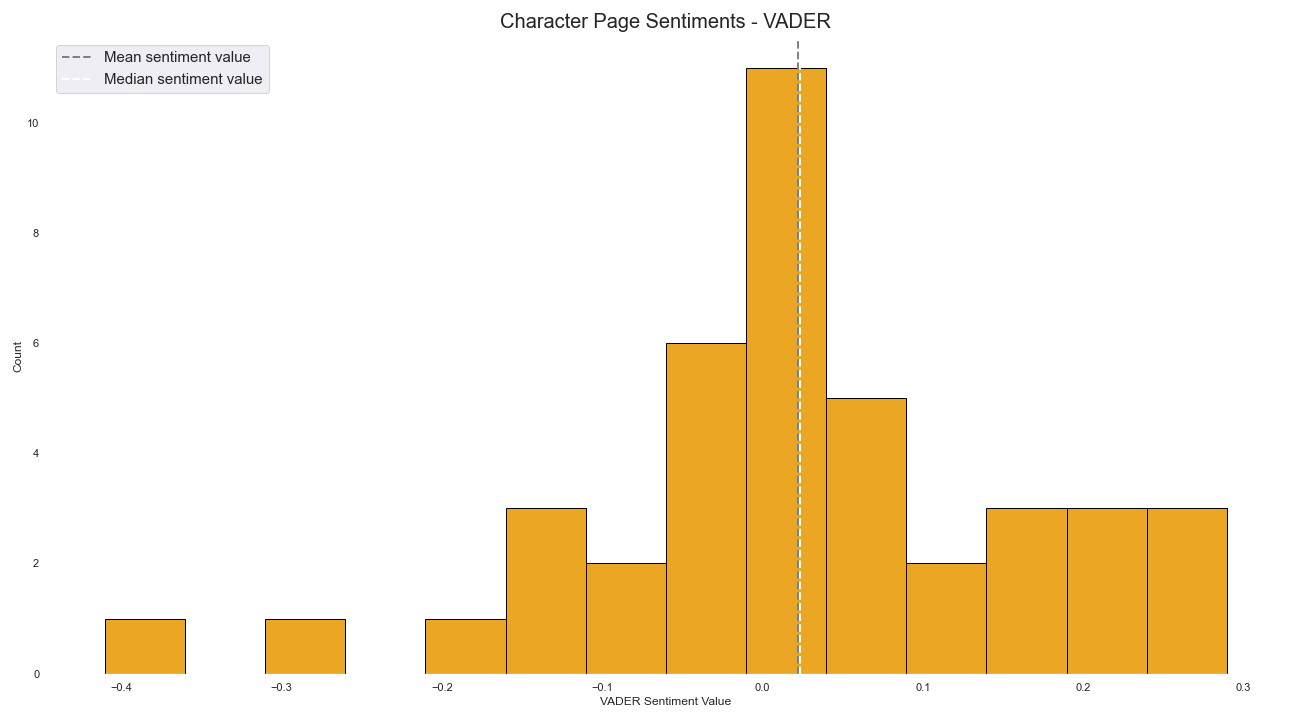 Character Page Sentiments - VADER
Mean sentiment value
Median sentiment value
10
8
6
4
2
0
Count
−0.4 −0.3 −0.2 −0.1 0.0 0.1 0.2 0.3
VADER Sentiment Value